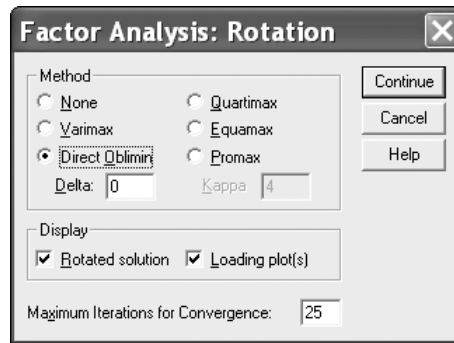 Factor Analysis: Rotation
Method
None
Quartimax
Varimax
Equamax
Direct Oblimin
Promax
Delta: 0
Kappa 4
Continue
Cancel
Help
Display
Rotated solution
Loading plot(s)
Maximum Iterations for Convergence: 25